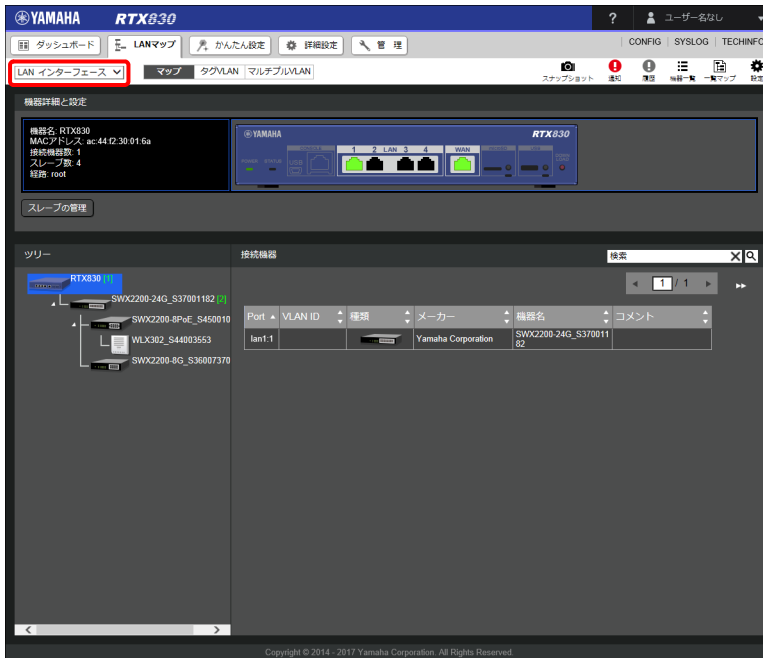 YAMAHA RTX830 ? ユーザー名なし
ダッシュボード LANマップ かんたん設定 詳細設定 管 理 CONFIG SYSLOG TECHINFO
LAN インターフェース マップ タグVLAN マルチプルVLAN スナップショット 通知 履歴 機器一覧 一覧マップ 設定
機器詳細と設定
機器名: RTX830
MACアドレス: ac:44:f2:30:01:6a
接続機器数: 1
スレーブ数: 4
経路: root
YAMAHA RTX830
1 2 LAN 3 4 WAN
POWER STATUS USB
スレーブの管理
ツリー 接続機器 検索
RTX830 [1]
SWX2200-24G_S37001182 [2]
SWX2200-8PoE_S450010
WLX302_S44003553
SWX2200-8G_S36007370
1 / 1
Port VLAN ID 種類 メーカー 機器名 コメント
lan1:1 Yamaha Corporation SWX2200-24G_S370011
82
Copyright © 2014 - 2017 Yamaha Corporation. All Rights Reserved.